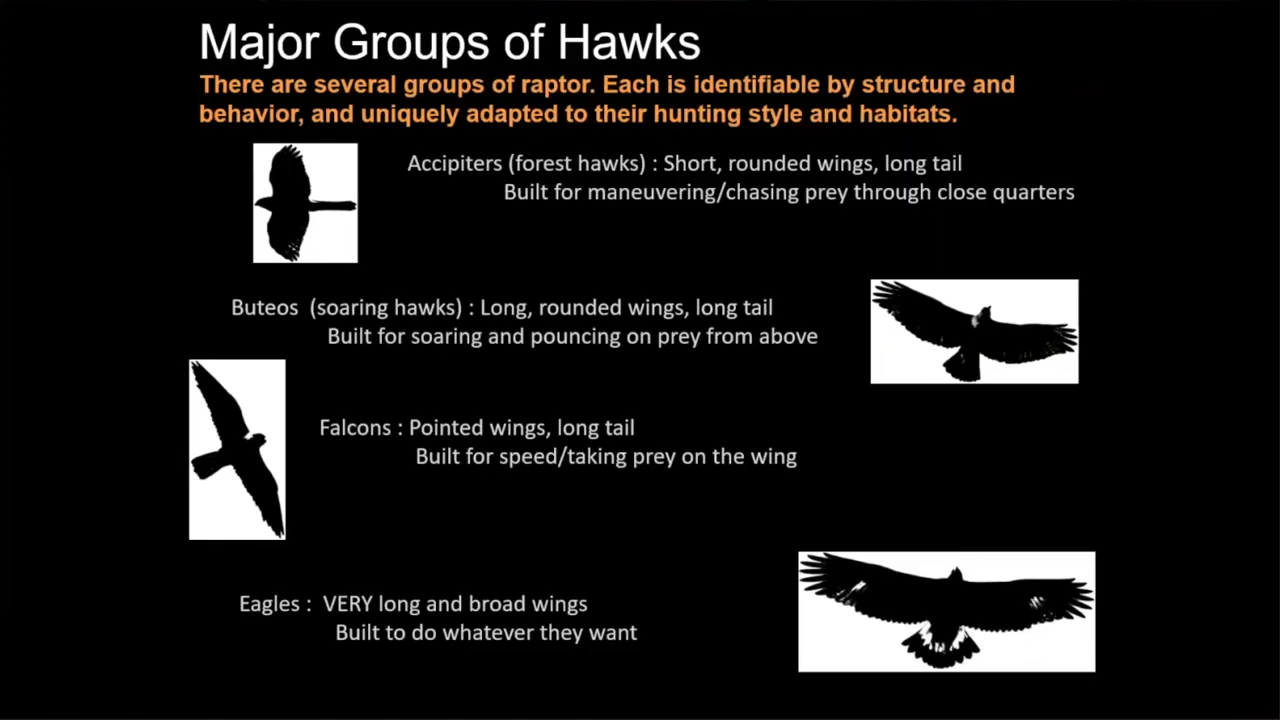 Major Groups of Hawks
There are several groups of raptor. Each is identifiable by structure and
behavior, and uniquely adapted to their hunting style and habitats.
Accipiters (forest hawks) : Short, rounded wings, long tail
Built for maneuvering/chasing prey through close quarters
Buteos (soaring hawks) : Long, rounded wings, long tail
Built for soaring and pouncing on prey from above
Falcons : Pointed wings, long tail
Built for speed/taking prey on the wing
Eagles : VERY long and broad wings
Built to do whatever they want